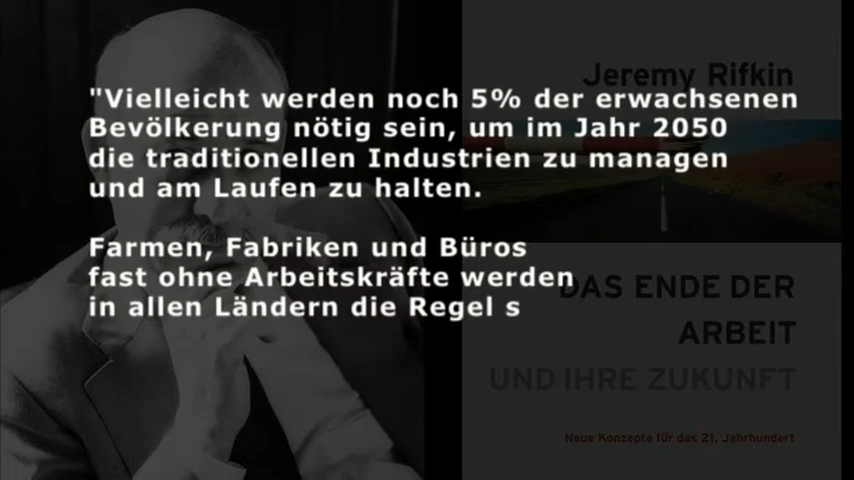 Jeremy Rifkin
"Vielleicht werden noch 5% der erwachsenen
Bevölkerung nötig sein, um im Jahr 2050
die traditionellen Industrien zu managen
und am Laufen zu halten.
Farmen, Fabriken und Büros
fast ohne Arbeitskräfte werden
in allen Ländern die Regel s
DAS ENDE DER
ARBEIT
UND IHRE ZUKUNFT
Neue Konzepte für das 21. Jahrhundert